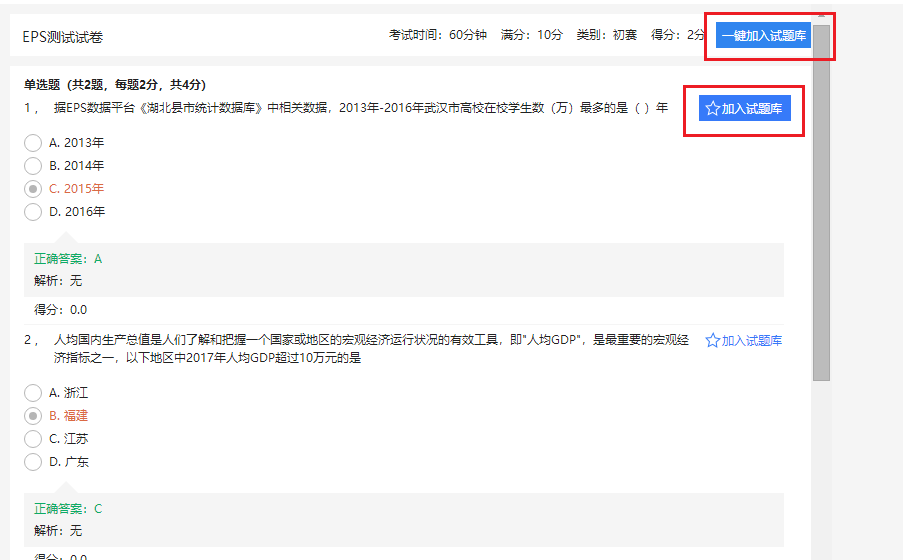 EPS测试试卷 考试时间：60分钟 满分：10分 类别：初赛 得分：2分 一键加入试题库
单选题（共2题，每题2分，共4分）
1， 据EPS数据平台《湖北县市统计数据库》中相关数据，2013年-2016年武汉市高校在校学生数（万）最多的是（ ）年 加入试题库
A. 2013年
B. 2014年
C. 2015年
D. 2016年
正确答案：A
解析：无
得分：0.0
2， 人均国内生产总值是人们了解和把握一个国家或地区的宏观经济运行状况的有效工具，即"人均GDP"，是最重要的宏观经 加入试题库
济指标之一，以下地区中2017年人均GDP超过10万元的是
A. 浙江
B. 福建
C. 江苏
D. 广东
正确答案：C
解析：无
得分：0.0